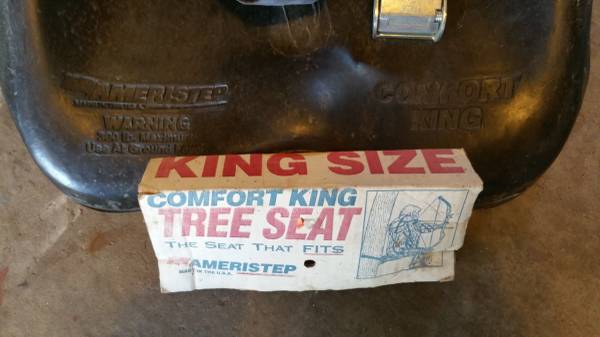 AMERISTEP
COMFORT
KING
WARNING
300 lb. Maximum
Use At Ground Level
KING SIZE
COMFORT KING
TREE SEAT
THE SEAT THAT FITS
AMERISTEP
MADE IN THE U.S.A.